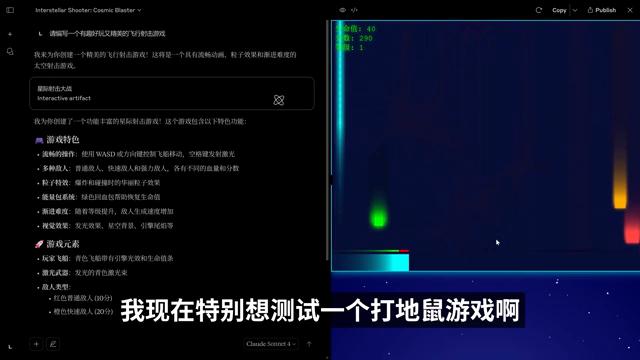 Interstellar Shooter: Cosmic Blaster
Copy
Publish
请编写一个有趣好玩又精美的飞行射击游戏
我来为你创建一个精美的飞行射击游戏！这将是一个具有流畅动画、粒子效果和渐进难度的
太空射击游戏。
星际射击大战
Interactive artifact
我为你创建了一个功能丰富的星际射击游戏！这个游戏包含以下特色功能：
🎮 游戏特色
• 流畅的操作：使用 WASD 或方向键控制飞船移动，空格键发射激光
• 多种敌人：普通敌人、快速敌人和强力敌人，各有不同的血量和分数
• 粒子特效：爆炸和碰撞时的华丽粒子效果
• 能量包系统：绿色回血包帮助恢复生命值
• 渐进难度：随着等级提升，敌人生成速度增加
• 视觉效果：发光效果、星空背景、引擎尾焰等
🚀 游戏元素
• 玩家飞船：青色飞船带有引擎光效和生命值条
• 激光武器：发光的青色激光束
• 敌人类型：
• 红色普通敌人 (10分)
• 橙色快速敌人 (20分)
Claude Sonnet 4
生命值: 40
分数: 290
等级: 1
我现在特别想测试一个打地鼠游戏啊